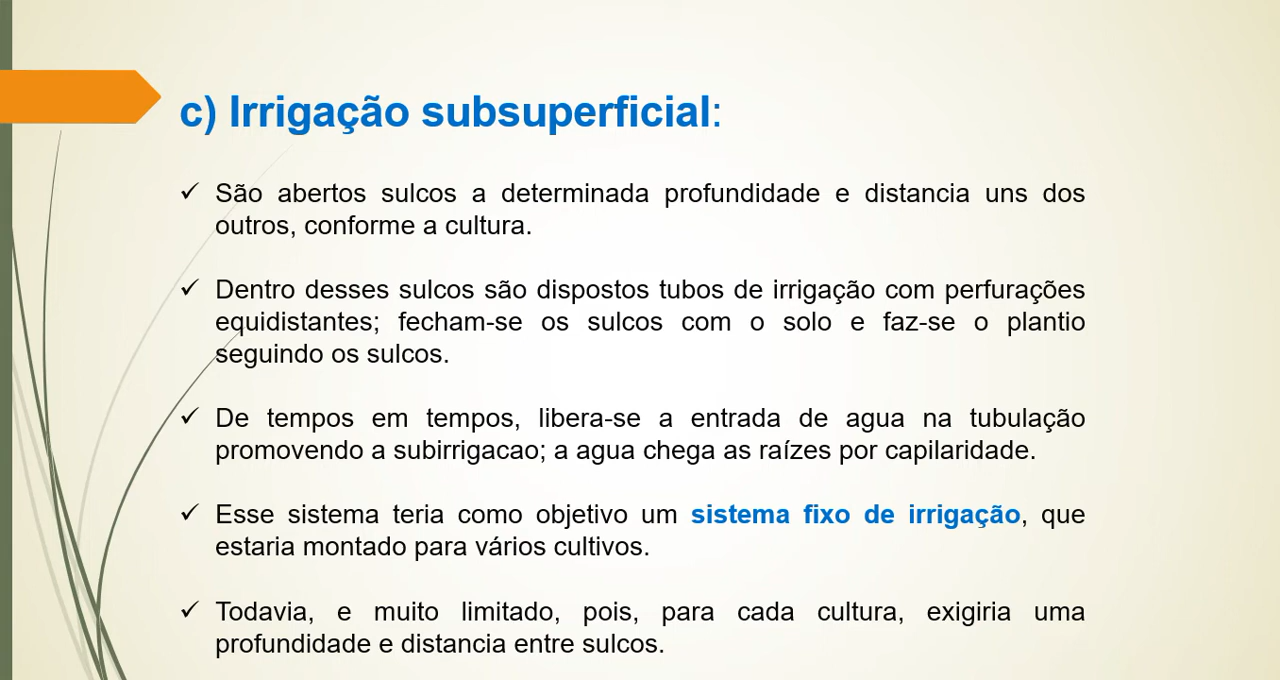 c) Irrigação subsuperficial:
✓ São abertos sulcos a determinada profundidade e distancia uns dos
outros, conforme a cultura.
✓ Dentro desses sulcos são dispostos tubos de irrigação com perfurações
equidistantes; fecham-se os sulcos com o solo e faz-se o plantio
seguindo os sulcos.
✓ De tempos em tempos, libera-se a entrada de agua na tubulação
promovendo a subirrigacao; a agua chega as raízes por capilaridade.
✓ Esse sistema teria como objetivo um sistema fixo de irrigação, que
estaria montado para vários cultivos.
✓ Todavia, e muito limitado, pois, para cada cultura, exigiria uma
profundidade e distancia entre sulcos.